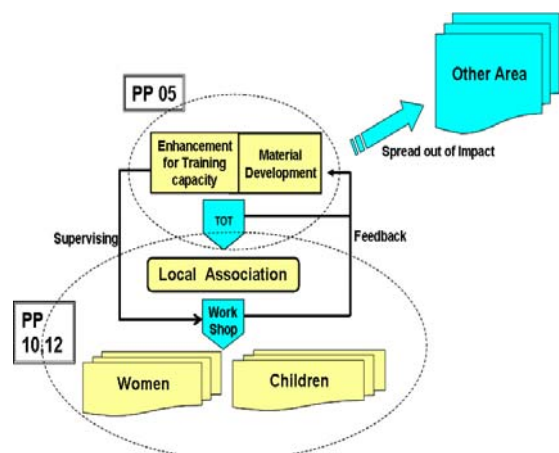 Other Area
PP 05
Spread out of Impact
Enhancement
for Training
capacity
Material
Development
TOT
Supervising
Feedback
Local Association
Work
Shop
PP
10,12
Women
Children